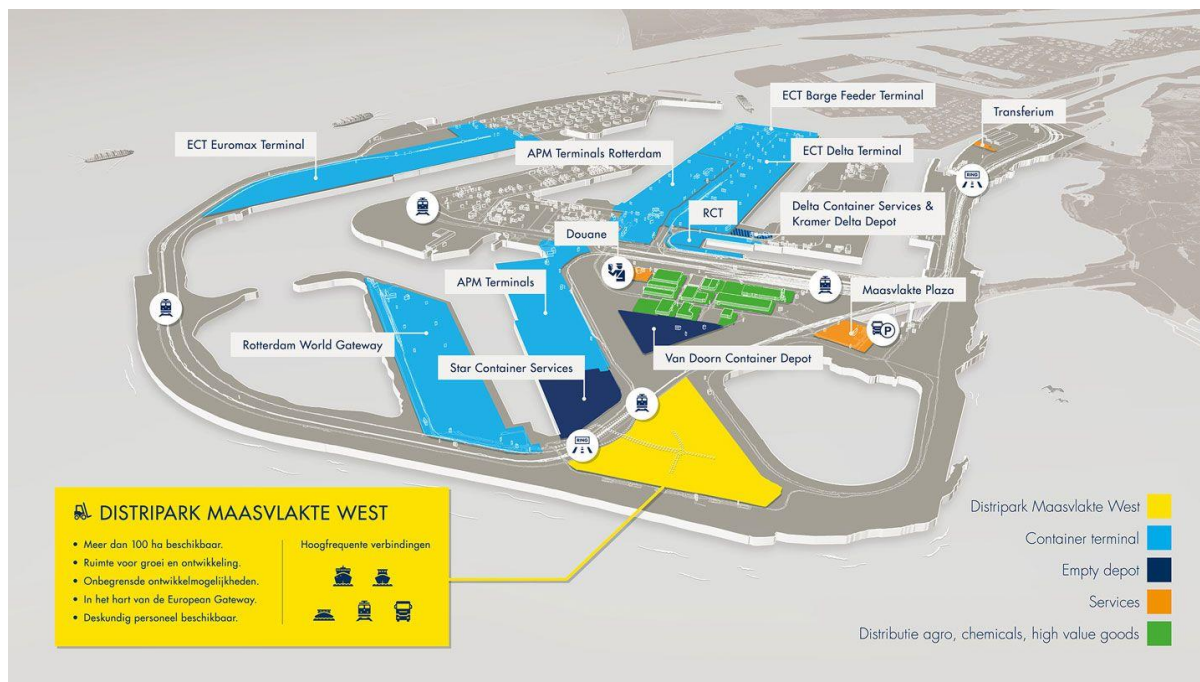 ECT Barge Feeder Terminal
Transferium
ECT Euromax Terminal
APM Terminals Rotterdam
ECT Delta Terminal
RING
Delta Container Services &
Kramer Delta Depot
RCT
Douane
APM Terminals
Maasvlakte Plaza
P
Rotterdam World Gateway
Van Doorn Container Depot
Star Container Services
RING
DISTRIPARK MAASVLAKTE WEST
• Meer dan 100 ha beschikbaar.
• Ruimte voor groei en ontwikkeling.
• Onbegrensde ontwikkelmogelijkheden.
• In het hart van de European Gateway.
• Deskundig personeel beschikbaar.
Hoogfrequente verbindingen
Distripark Maasvlakte West
Container terminal
Empty depot
Services
Distributie agro, chemicals, high value goods